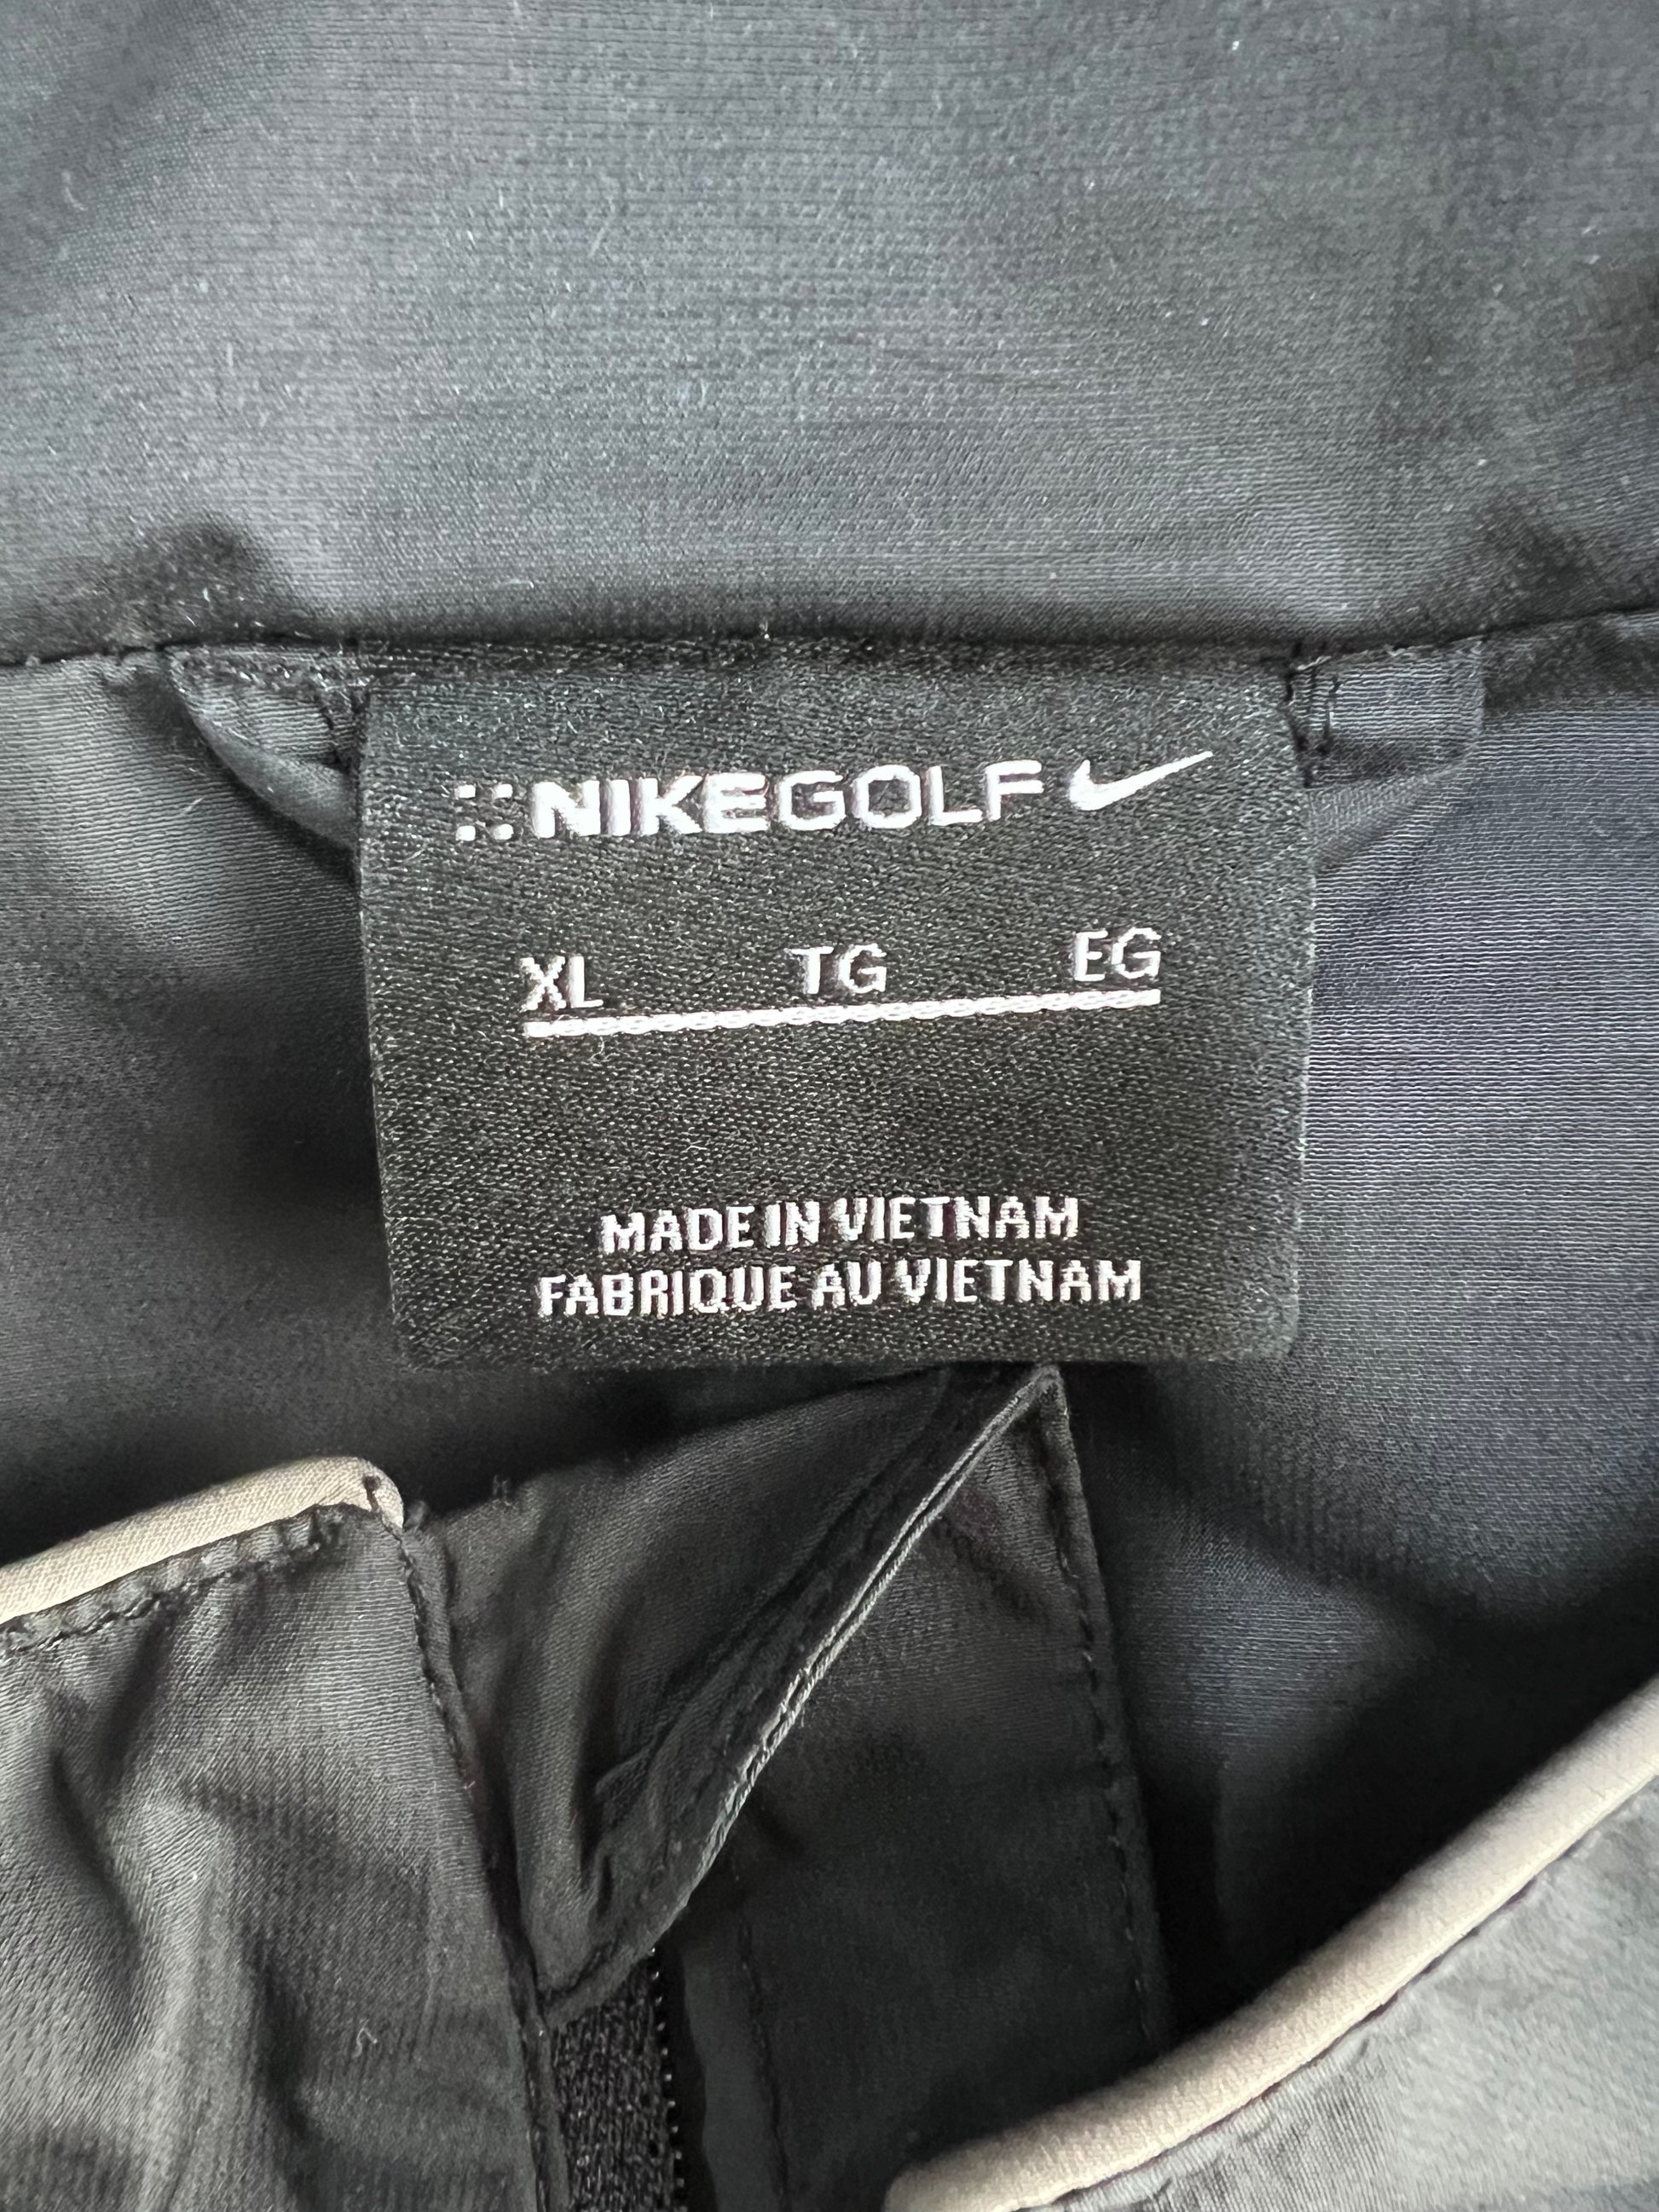 NIKEGOLF
XL TG EG
MADE IN VIETNAM
FABRIQUE AU VIETNAM